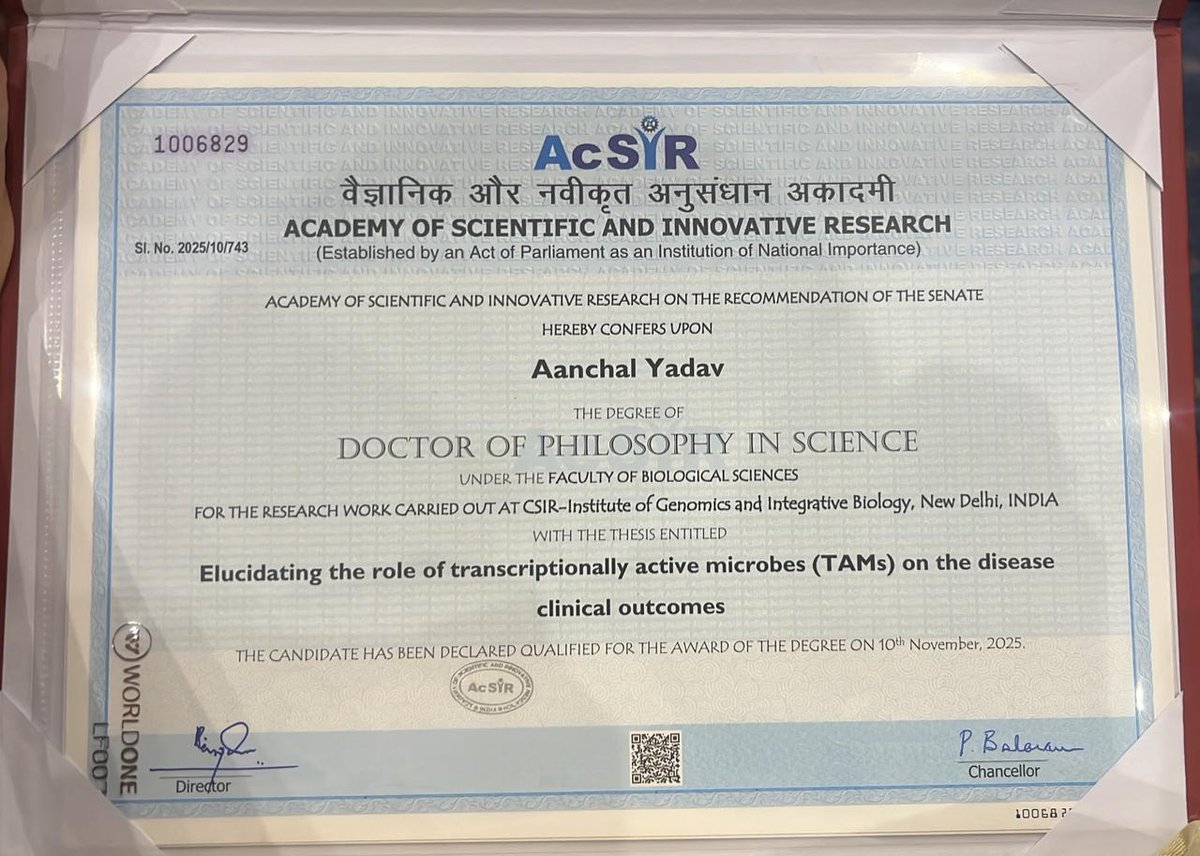 1006829
AcSIR
वैज्ञानिक और नवीकृत अनुसंधान अकादमी
ACADEMY OF SCIENTIFIC AND INNOVATIVE RESEARCH
Sl. No. 2025/10/743
(Established by an Act of Parliament as an Institution of National Importance)
ACADEMY OF SCIENTIFIC AND INNOVATIVE RESEARCH ON THE RECOMMENDATION OF THE SENATE
HEREBY CONFERS UPON
Aanchal Yadav
THE DEGREE OF
DOCTOR OF PHILOSOPHY IN SCIENCE
UNDER THE FACULTY OF BIOLOGICAL SCIENCES
FOR THE RESEARCH WORK CARRIED OUT AT CSIR-Institute of Genomics and Integrative Biology, New Delhi, INDIA
WITH THE THESIS ENTITLED
Elucidating the role of transcriptionally active microbes (TAMs) on the disease
clinical outcomes
THE CANDIDATE HAS BEEN DECLARED QUALIFIED FOR THE AWARD OF THE DEGREE ON 10th November, 2025.
AcSIR
WORLDONE
LF007
Director
P. Balaram
Chancellor